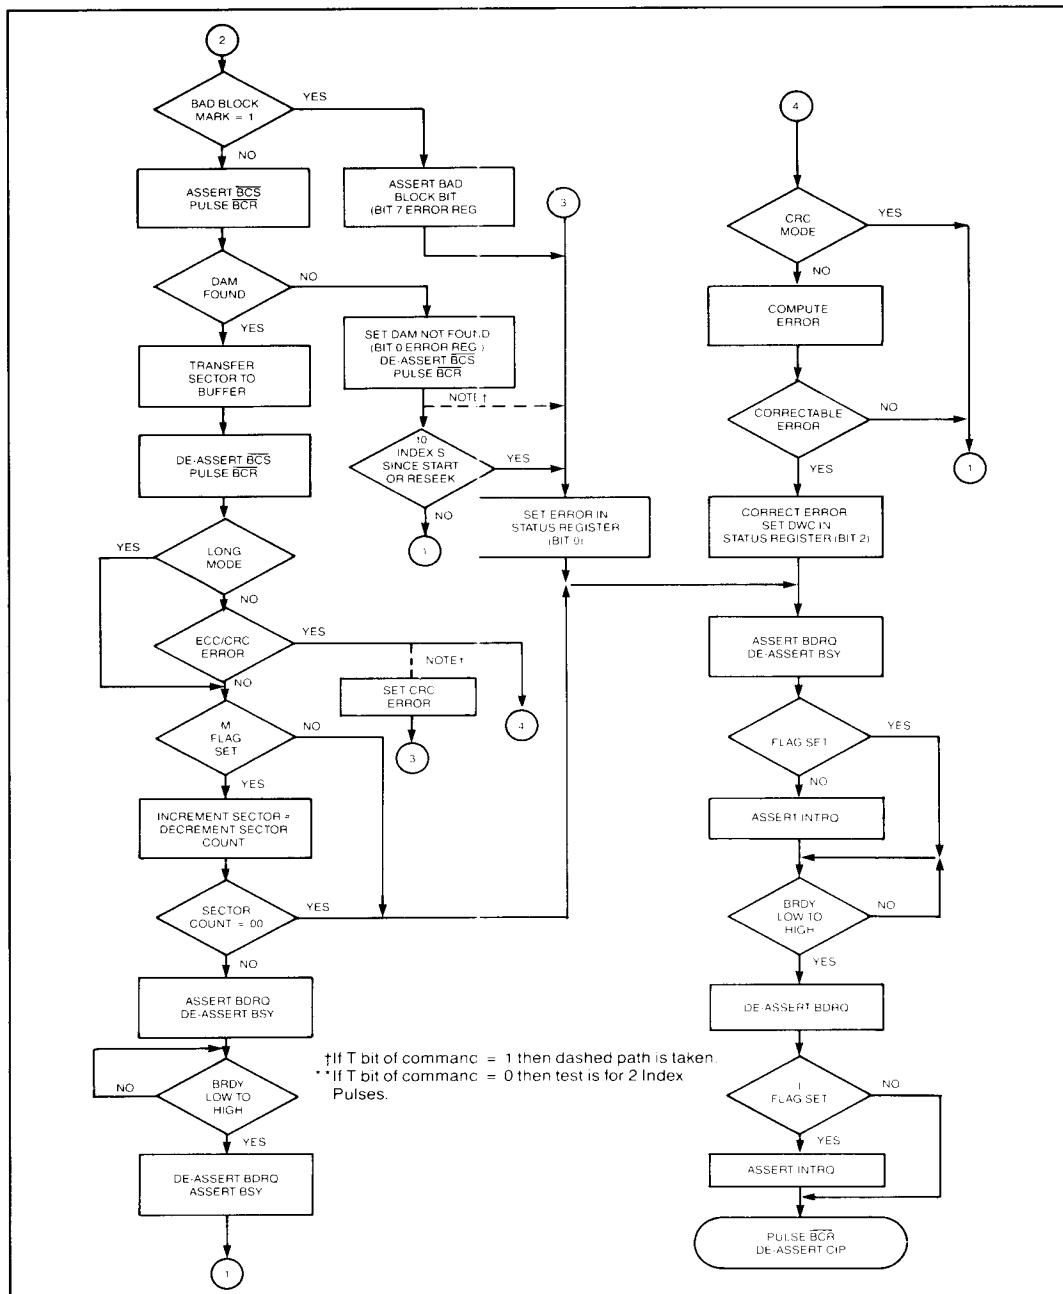 2
BAD BLOCK
MARK = 1
YES
NO
ASSERT BCS
PULSE BCR
ASSERT BAD
BLOCK BIT
(BIT 7 ERROR REG
3
DAM
FOUND
NO
YES
SET DAM NOT FOUND
(BIT 0 ERROR REG )
DE-ASSERT BCS
PULSE BCR
NOTE †
TRANSFER
SECTOR TO
BUFFER
DE-ASSERT BCS
PULSE BCR
INDEX S
SINCE START
OR RESEEK
YES
NO
1
SET ERROR IN
STATUS REGISTER
(BIT 0)
LONG
MODE
YES
NO
ECC/CRC
ERROR
YES
NO
NOTE†
SET CRC
ERROR
3
4
M
FLAG
SET
NO
YES
INCREMENT SECTOR =
DECREMENT SECTOR
COUNT
SECTOR
COUNT = 00
YES
NO
ASSERT BDRQ
DE-ASSERT BSY
BRDY
LOW TO
HIGH
NO
YES
DE-ASSERT BDRQ
ASSERT BSY
1
†If T bit of command = 1 then dashed path is taken.
**If T bit of command = 0 then test is for 2 Index
Pulses.
4
CRC
MODE
YES
NO
COMPUTE
ERROR
CORRECTABLE
ERROR
NO
YES
1
CORRECT ERROR
SET DWC IN
STATUS REGISTER (BIT 2)
ASSERT BDRQ
DE-ASSERT BSY
FLAG SET
YES
NO
ASSERT INTRQ
BRDY
LOW TO
HIGH
NO
YES
DE-ASSERT BDRQ
I
FLAG SET
NO
YES
ASSERT INTRQ
PULSE BCR
DE-ASSERT CIP